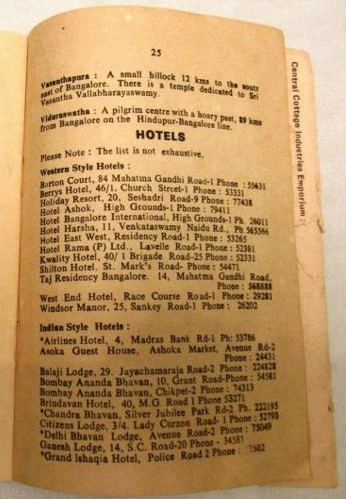 25
Vasanthapura : A small hillock 12 kms to the south
east of Bangalore. There is a temple dedicated to Sri
Vasantha Vallabharayaswamy.
Viduraswatha : A pilgrim centre with a hoary past, 89 kms
from Bangalore on the Hindupur-Bangalore line.
HOTELS
Please Note : The list is not exhaustive.
Western Style Hotels :
Barton Court, 84 Mahatma Gandhi Road-1 Phone : 55631
Berrys Hotel, 46/1, Church Street-1 Phone : 53331
Holiday Resort, 20, Seshadri Road-9 Phone : 77438
Hotel Ashok, High Grounds-1 Phone : 79411
Hotel Bangalore International, High Grounds-1 Ph. 26011
Hotel Harsha, 11, Venkataswamy Naidu Rd., Ph 565566
Hotel East West, Residency Road-1 Phone : 53265
Hotel Rama (P) Ltd., Lavelle Road-1 Phone : 52381
Kwality Hotel, 40/1 Brigade Road-25 Phone : 52331
Shilton Hotel. St. Mark's Road- Phone : 54471
Taj Residency Bangalore. 14, Mahatma Gandhi Road,
Phone : 568888
West End Hotel, Race Course Road-1 Phone : 29281
Windsor Manor, 25, Sankey Road-1 Phone : 26202
Indian Style Hotels :
*Airlines Hotel, 4, Madras Bank Rd-1 Ph: 53786
Asoka Guest House, Ashoka Market, Avenue Rd-2
Phone : 24431
Balaji Lodge, 29. Jayachamaraja Road-2 Phone : 224828
Bombay Ananda Bhavan, 10, Grant Road-Phone : 54581
Bombay Ananda Bhavan, Chikpet-2 Phone : 74313
Brindavan Hotel, 40, M.G. Road 1 Phone 53271
*Chandra Bhavan, Silver Jubilee Park Rd-2 Ph. 222195
Citizens Lodge, 3/4. Lady Curzon Road- 1 Phone : 52793
*Delhi Bhavan Lodge, Avenue Road-2 Phone : 75049
Ganesh Lodge, 14, S.C. Road-20 Phone - 34581
*Grand Ishaqia Hotel, Police Road 2 Phone :
Central Cottage Industries Emporium :